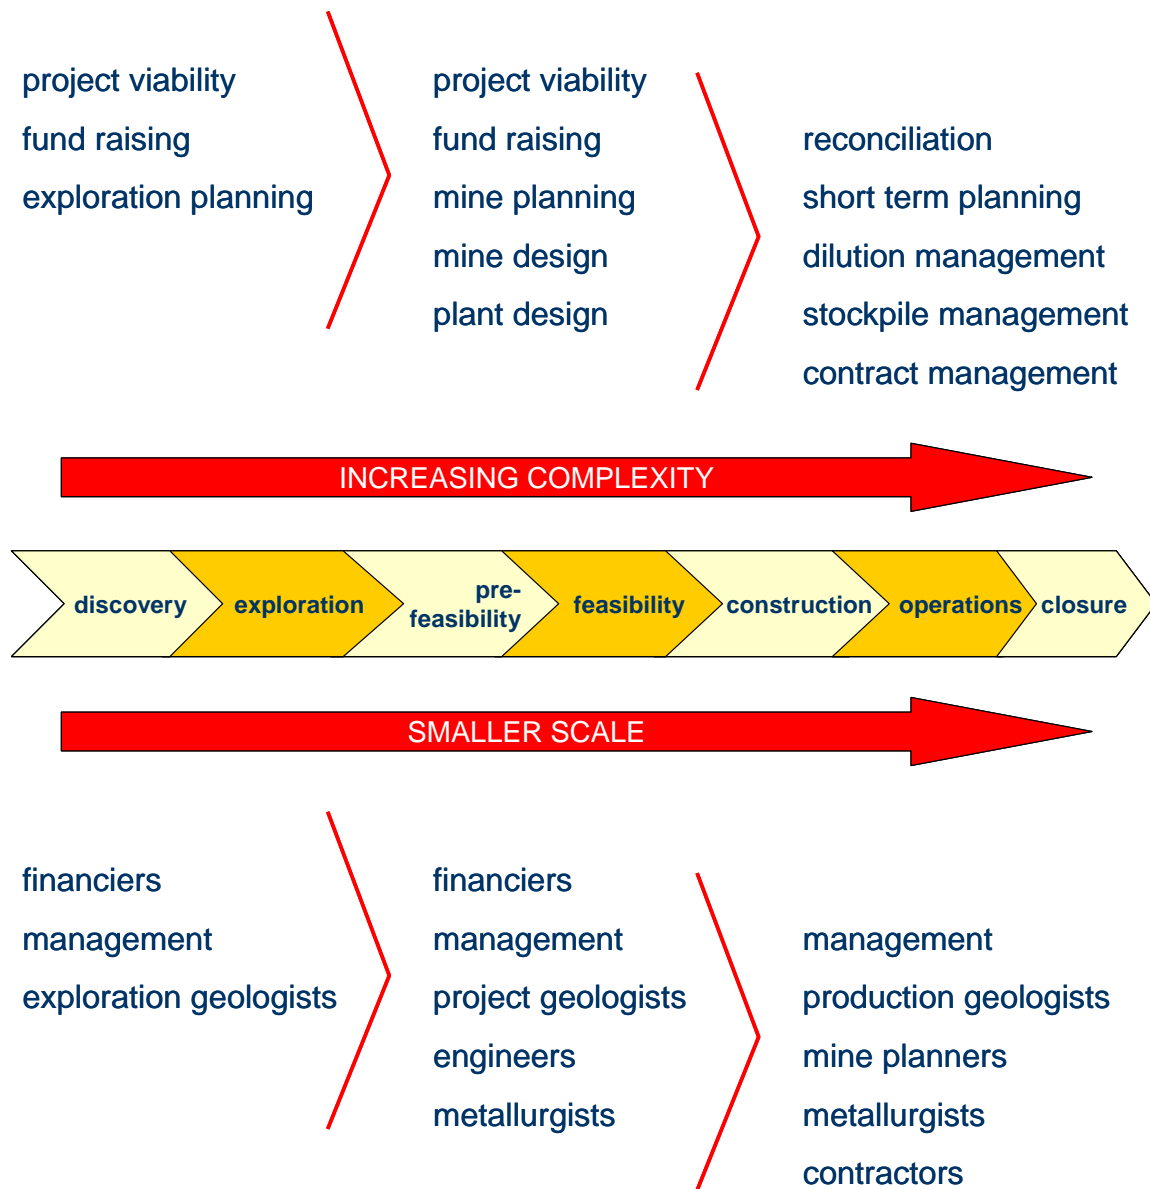 project viability
fund raising
exploration planning
project viability
fund raising
mine planning
mine design
plant design
reconciliation
short term planning
dilution management
stockpile management
contract management
INCREASING COMPLEXITY
discovery
exploration
pre-
feasibility
feasibility
construction
operations
closure
SMALLER SCALE
financiers
management
exploration geologists
financiers
management
project geologists
engineers
metallurgists
management
production geologists
mine planners
metallurgists
contractors